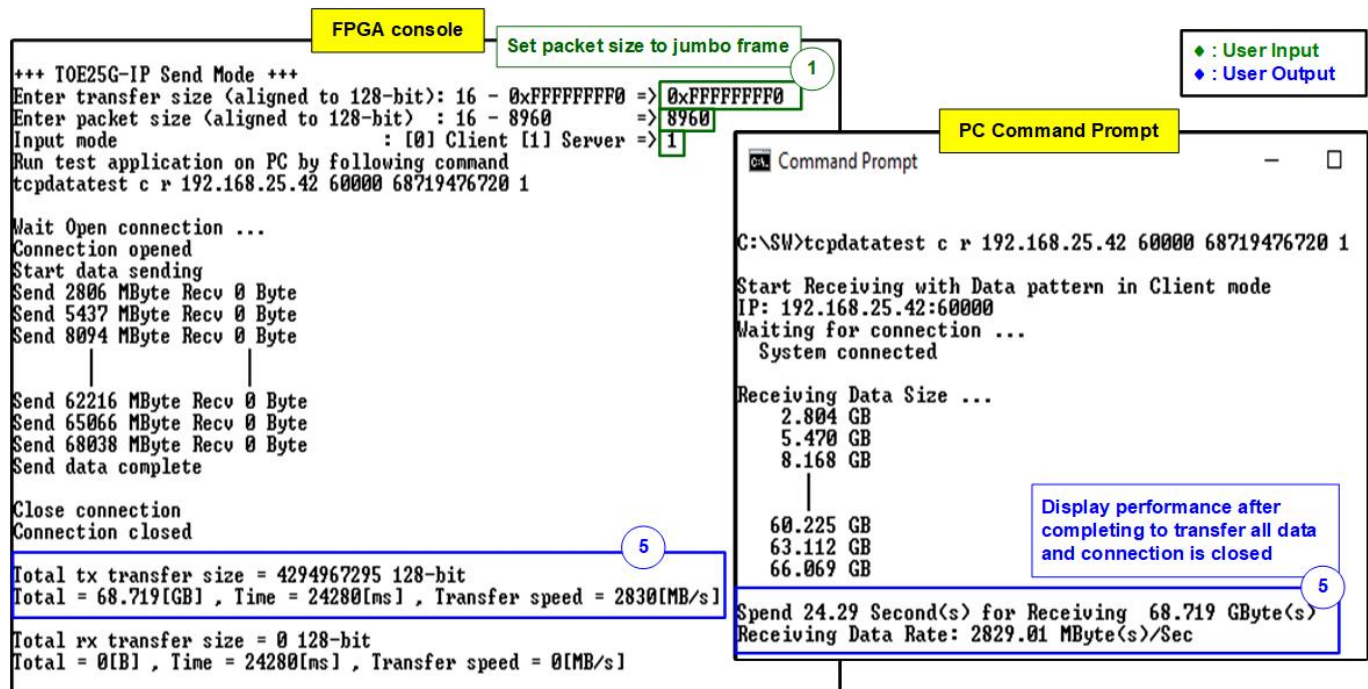 FPGA console
Set packet size to jumbo frame
1
+++ TOE25G-IP Send Mode +++
Enter transfer size (aligned to 128-bit): 16 - 0xFFFFFFFF0 => 0xFFFFFFFF0
Enter packet size (aligned to 128-bit) : 16 - 8960 => 8960
Input mode : [0] Client [1] Server => 1
Run test application on PC by following command
tcpdatatest c r 192.168.25.42 60000 68719476720 1
Wait Open connection ...
Connection opened
Start data sending
Send 2806 MByte Recv 0 Byte
Send 5437 MByte Recv 0 Byte
Send 8094 MByte Recv 0 Byte
Send 62216 MByte Recv 0 Byte
Send 65066 MByte Recv 0 Byte
Send 68038 MByte Recv 0 Byte
Send data complete
Close connection
Connection closed
5
Total tx transfer size = 4294967295 128-bit
Total = 68.719[GB] , Time = 24280[ms] , Transfer speed = 2830[MB/s]
Total rx transfer size = 0 128-bit
Total = 0[B] , Time = 24280[ms] , Transfer speed = 0[MB/s]
♦ : User Input
♦ : User Output
PC Command Prompt
C:\. Command Prompt
C:\SW>tcpdatatest c r 192.168.25.42 60000 68719476720 1
Start Receiving with Data pattern in Client mode
IP: 192.168.25.42:60000
Waiting for connection ...
System connected
Receiving Data Size ...
2.804 GB
5.470 GB
8.168 GB
60.225 GB
63.112 GB
66.069 GB
Display performance after
completing to transfer all data
and connection is closed
5
Spend 24.29 Second(s) for Receiving 68.719 GByte(s)
Receiving Data Rate: 2829.01 MByte(s)/Sec